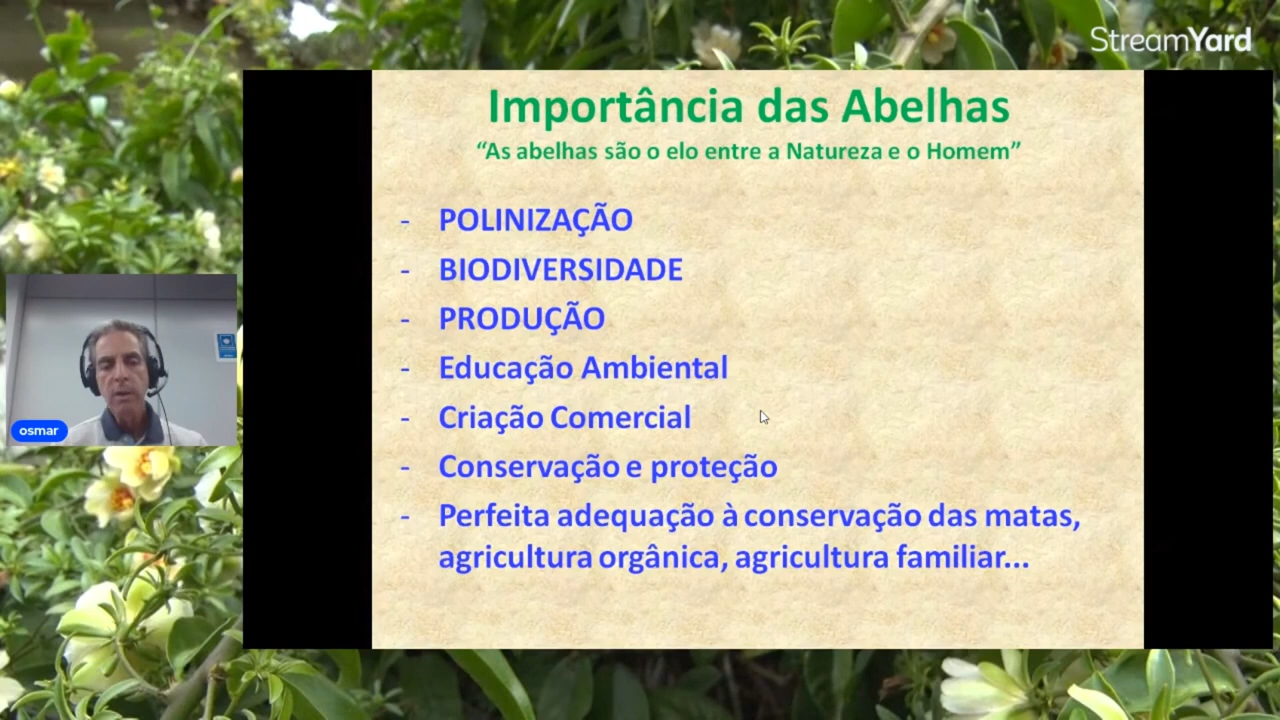 StreamYard
Importância das Abelhas
“As abelhas são o elo entre a Natureza e o Homem”
- POLINIZAÇÃO
- BIODIVERSIDADE
- PRODUÇÃO
- Educação Ambiental
- Criação Comercial
- Conservação e proteção
- Perfeita adequação à conservação das matas,
agricultura orgânica, agricultura familiar...
osmar